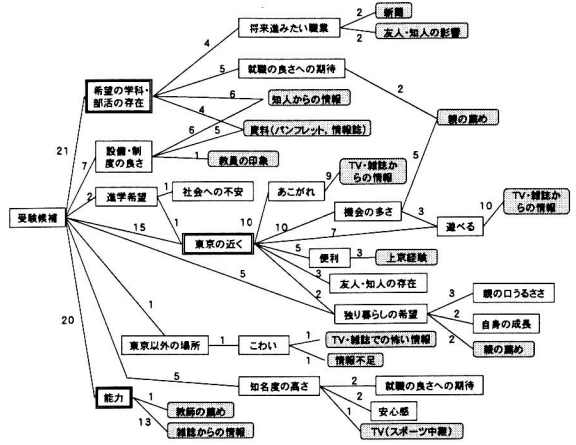 将来進みたい職業
2
新聞
2
友人・知人の影響
4
希望の学科・
部活の存在
5
就職の良さへの期待
2
6
知人からの情報
4
資料(パンフレット, 情報誌)
親の薦め
21
設備・制
度の良さ
6
5
1
教員の印象
5
7
2
進学希望
1
社会への不安
1
あこがれ
9
TV・雑誌か
らの情報
TV・雑誌か
らの情報
受験候補
15
東京の近く
10
10
機会の多さ
3
遊べる
10
7
5
便利
3
上京経験
3
友人・知人の存在
5
2
独り暮らしの希望
3
親の口うるささ
2
自身の成長
2
親の薦め
1
東京以外の場所
1
こわい
1
TV・雑誌での怖い情報
1
情報不足
20
5
知名度の高さ
2
就職の良さへの期待
2
安心感
1
TV(スポーツ中継)
能力
1
教師の薦め
13
雑誌からの情報